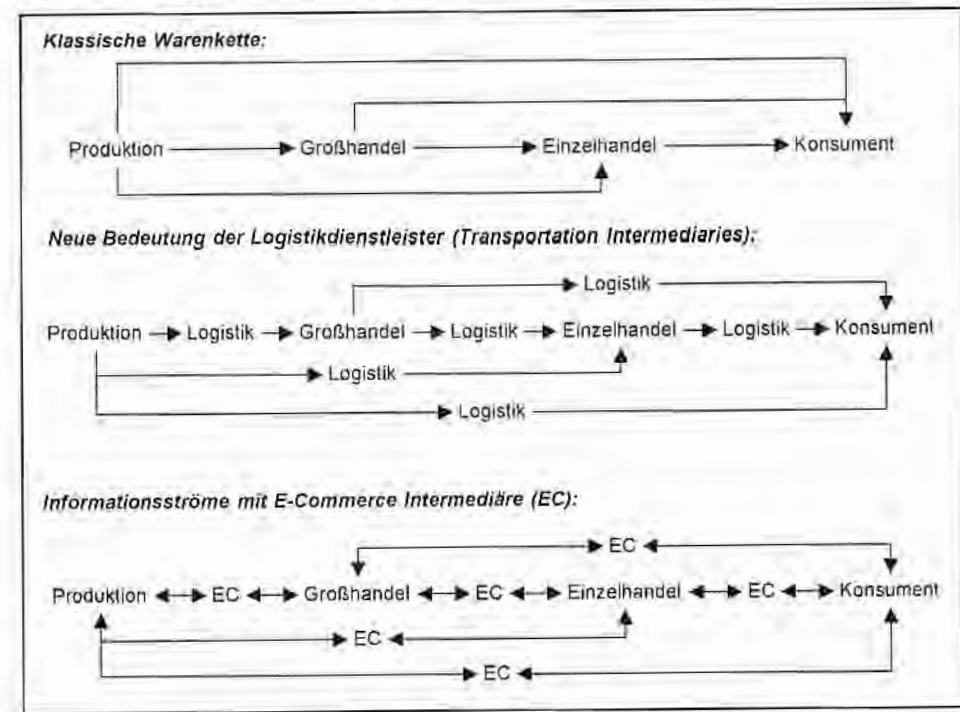 Klassische Warenkette:
Produktion Großhandel Einzelhandel Konsument
Neue Bedeutung der Logistikdienstleister (Transportation Intermediaries):
Logistik
Produktion Logistik Großhandel Logistik Einzelhandel Logistik Konsument
Logistik
Logistik
Informationsströme mit E-Commerce Intermediäre (EC):
EC
Produktion EC Großhandel EC Einzelhandel EC Konsument
EC
EC